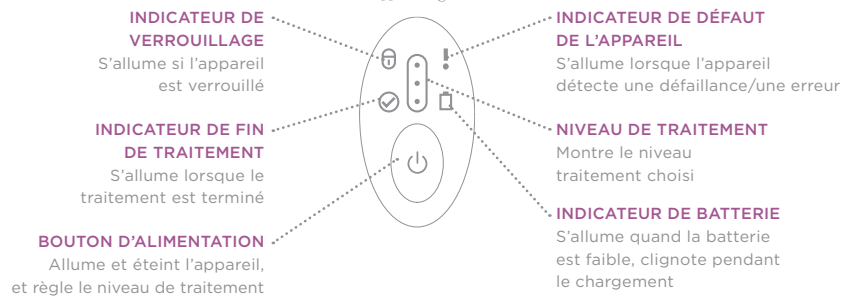 INDICATEUR DE
VERROUILLAGE
S'allume si l'appareil
est verrouillé
INDICATEUR DE FIN
DE TRAITEMENT
S'allume lorsque le
traitement est terminé
BOUTON D'ALIMENTATION
Allume et éteint l'appareil,
et règle le niveau de traitement
INDICATEUR DE DÉFAUT
DE L'APPAREIL
S'allume lorsque l'appareil
détecte une défaillance/une erreur
NIVEAU DE TRAITEMENT
Montre le niveau
traitement choisi
INDICATEUR DE BATTERIE
S'allume quand la batterie
est faible, clignote pendant
le chargement